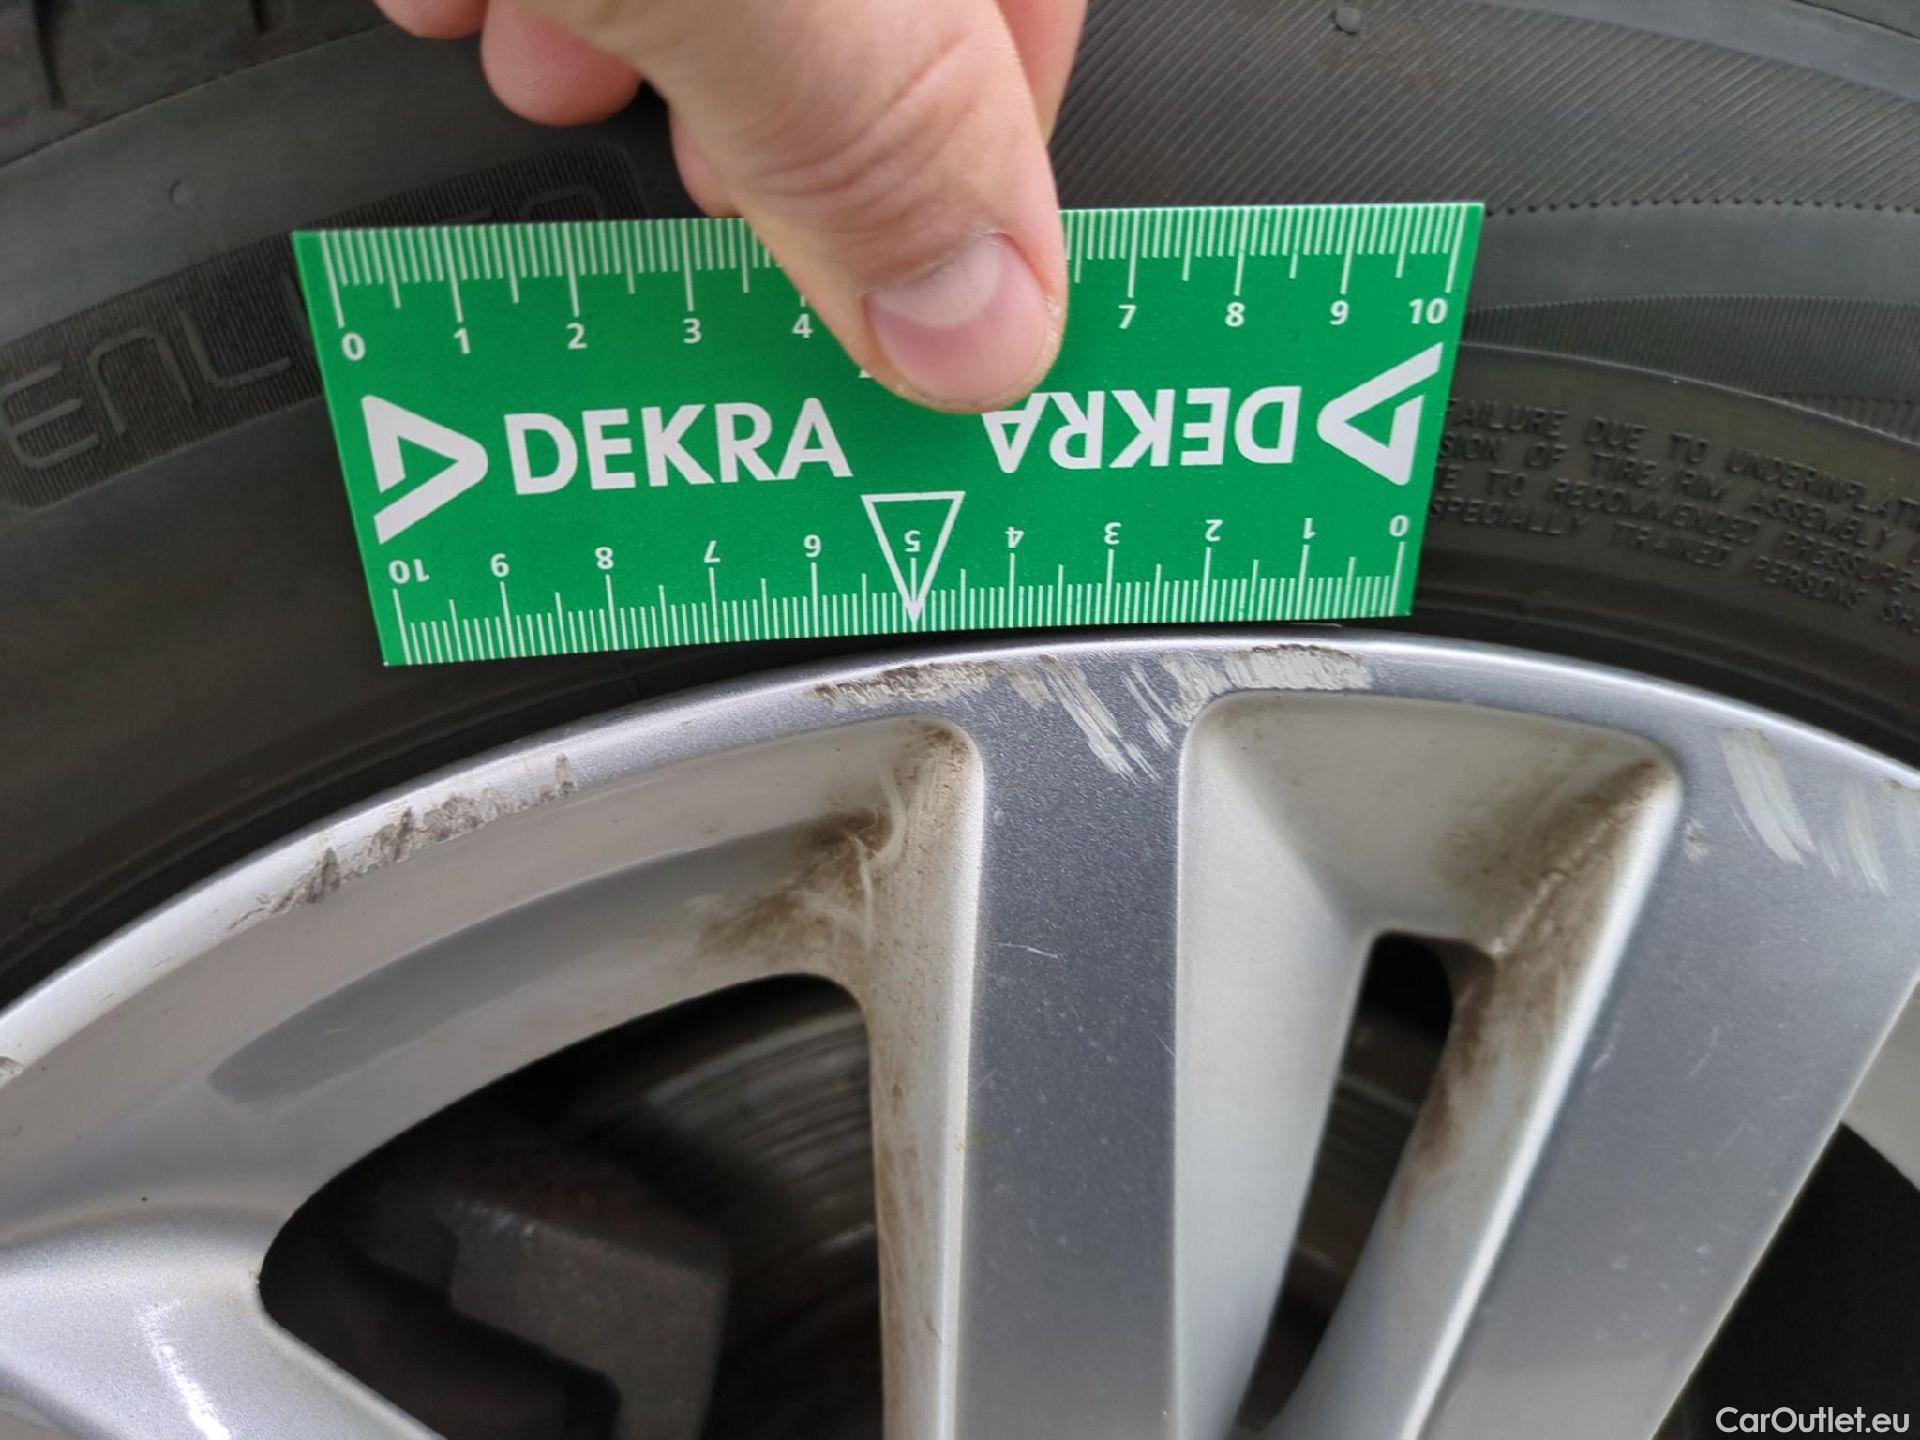 ENLI
0 1 2 3 4 7 8 9 10
DEKRA
DEKRA
10 9 8 7 6 5 4 3 2 1 0
FAILURE DUE TO UNDERINFLAT
SION OF TIRE/RIM ASSEMBLY
E TO RECOMMENDED PRESSURE
SPECIALLY TRAINED PERSONS SH
CarOutlet.eu